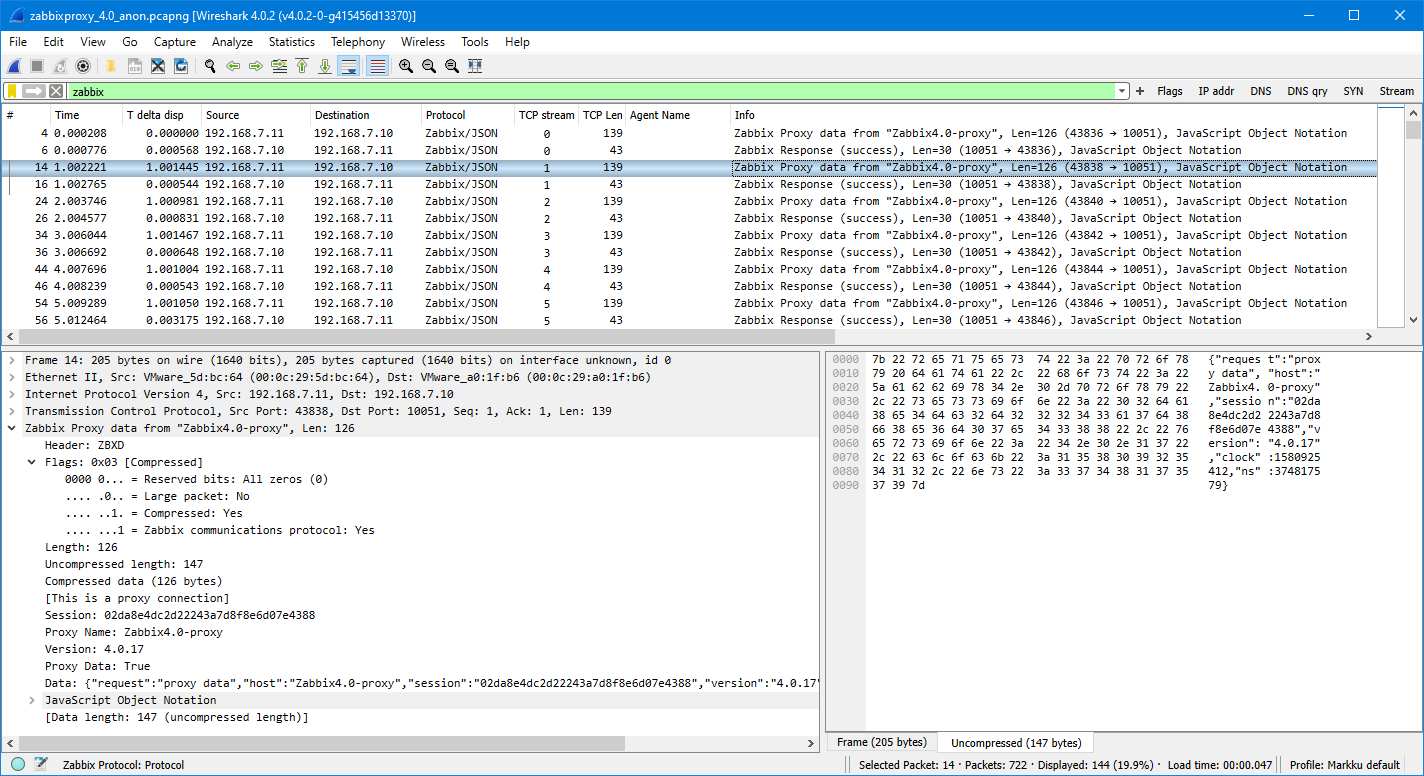 zabbixproxy_4.0_anon.pcapng [Wireshark 4.0.2 (v4.0.2-0-g415456d13370)]
File Edit View Go Capture Analyze Statistics Telephony Wireless Tools Help
zabbix + Flags IP addr DNS DNS qry SYN Stream
# Time T delta disp Source Destination Protocol TCP stream TCP Len Agent Name Info
4 0.000208 0.000000 192.168.7.11 192.168.7.10 Zabbix/JSON 0 139 Zabbix Proxy data from "Zabbix4.0-proxy", Len=126 (43836 → 10051), JavaScript Object Notation
6 0.000776 0.000568 192.168.7.10 192.168.7.11 Zabbix/JSON 0 43 Zabbix Response (success), Len=30 (10051 → 43836), JavaScript Object Notation
14 1.002221 1.001445 192.168.7.11 192.168.7.10 Zabbix/JSON 1 139 Zabbix Proxy data from "Zabbix4.0-proxy", Len=126 (43838 → 10051), JavaScript Object Notation
16 1.002765 0.000544 192.168.7.10 192.168.7.11 Zabbix/JSON 1 43 Zabbix Response (success), Len=30 (10051 → 43838), JavaScript Object Notation
24 2.003746 1.000981 192.168.7.11 192.168.7.10 Zabbix/JSON 2 139 Zabbix Proxy data from "Zabbix4.0-proxy", Len=126 (43840 → 10051), JavaScript Object Notation
26 2.004577 0.000831 192.168.7.10 192.168.7.11 Zabbix/JSON 2 43 Zabbix Response (success), Len=30 (10051 → 43840), JavaScript Object Notation
34 3.006044 1.001467 192.168.7.11 192.168.7.10 Zabbix/JSON 3 139 Zabbix Proxy data from "Zabbix4.0-proxy", Len=126 (43842 → 10051), JavaScript Object Notation
36 3.006692 0.000648 192.168.7.10 192.168.7.11 Zabbix/JSON 3 43 Zabbix Response (success), Len=30 (10051 → 43842), JavaScript Object Notation
44 4.007696 1.001004 192.168.7.11 192.168.7.10 Zabbix/JSON 4 139 Zabbix Proxy data from "Zabbix4.0-proxy", Len=126 (43844 → 10051), JavaScript Object Notation
46 4.008239 0.000543 192.168.7.10 192.168.7.11 Zabbix/JSON 4 43 Zabbix Response (success), Len=30 (10051 → 43844), JavaScript Object Notation
54 5.009289 1.001050 192.168.7.11 192.168.7.10 Zabbix/JSON 5 139 Zabbix Proxy data from "Zabbix4.0-proxy", Len=126 (43846 → 10051), JavaScript Object Notation
56 5.012464 0.003175 192.168.7.10 192.168.7.11 Zabbix/JSON 5 43 Zabbix Response (success), Len=30 (10051 → 43846), JavaScript Object Notation
Frame 14: 205 bytes on wire (1640 bits), 205 bytes captured (1640 bits) on interface unknown, id 0
Ethernet II, Src: VMware_5d:bc:64 (00:0c:29:5d:bc:64), Dst: VMware_a0:1f:b6 (00:0c:29:a0:1f:b6)
Internet Protocol Version 4, Src: 192.168.7.11, Dst: 192.168.7.10
Transmission Control Protocol, Src Port: 43838, Dst Port: 10051, Seq: 1, Ack: 1, Len: 139
Zabbix Proxy data from "Zabbix4.0-proxy", Len: 126
Header: ZBXD
Flags: 0x03 [Compressed]
0000 0... = Reserved bits: All zeros (0)
.... .0.. = Large packet: No
.... ..1. = Compressed: Yes
.... ...1 = Zabbix communications protocol: Yes
Length: 126
Uncompressed length: 147
Compressed data (126 bytes)
[This is a proxy connection]
Session: 02da8e4dc2d22243a7d8f8e6d07e4388
Proxy Name: Zabbix4.0-proxy
Version: 4.0.17
Proxy Data: True
Data: {"request":"proxy data","host":"Zabbix4.0-proxy","session":"02da8e4dc2d22243a7d8f8e6d07e4388","version":"4.0.17"
JavaScript Object Notation
[Data length: 147 (uncompressed length)]
0000 7b 22 72 65 71 75 65 73 74 22 3a 22 70 72 6f 78 {"reques t":"prox
0010 79 20 64 61 74 61 22 2c 22 68 6f 73 74 22 3a 22 y data", "host":"
0020 5a 61 62 62 69 78 34 2e 30 2d 70 72 6f 78 79 22 Zabbix4. 0-proxy"
0030 2c 22 73 65 73 73 69 6f 6e 22 3a 22 30 32 64 61 ,"sessio n":"02da
0040 38 65 34 64 63 32 64 32 32 32 34 33 61 37 64 38 8e4dc2d2 2243a7d8
0050 66 38 65 36 64 30 37 65 34 33 38 38 22 2c 22 76 f8e6d07e 4388","v
0060 65 72 73 69 6f 6e 22 3a 22 34 2e 30 2e 31 37 22 ersion": "4.0.17"
0070 2c 22 63 6c 6f 63 6b 22 3a 31 35 38 30 39 32 35 ,"clock" :1580925
0080 34 31 32 2c 22 6e 73 22 3a 33 37 34 38 31 37 35 412,"ns" :3748175
0090 37 39 7d 79}
Frame (205 bytes) Uncompressed (147 bytes)
Zabbix Protocol: Protocol Selected Packet: 14 · Packets: 722 · Displayed: 144 (19.9%) · Load time: 00:00.047 Profile: Markku default